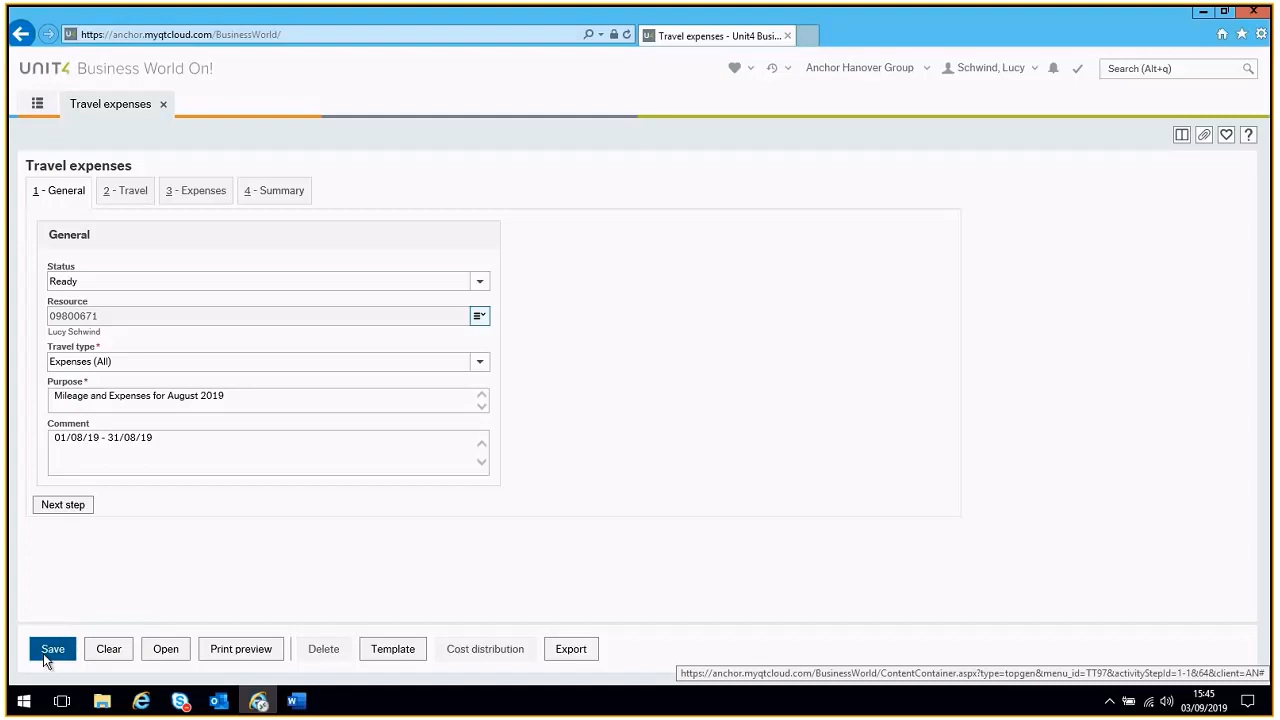 https://anchor.myqtcloud.com/BusinessWorld/
Travel expenses - Unit4 Busi...
UNIT4 Business World On!
Anchor Hanover Group
Schwind, Lucy
Search (Alt+q)
Travel expenses
Travel expenses
1 - General
2 - Travel
3 - Expenses
4 - Summary
General
Status
Ready
Resource
09800671
Lucy Schwind
Travel type*
Expenses (All)
Purpose*
Mileage and Expenses for August 2019
Comment
01/08/19 - 31/08/19
Next step
Save
Clear
Open
Print preview
Delete
Template
Cost distribution
Export
https://anchor.myqtcloud.com/BusinessWorld/ContentContainer.aspx?type=topgen&menu_id=TT97&activityStepId=1-1&64&client=AN#
15:45
03/09/2019